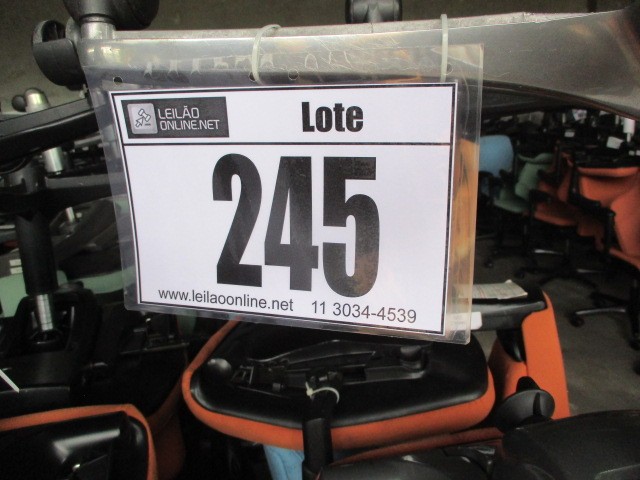 LEILÃO
ONLINE.NET
Lote
245
www.leilaoonline.net 11 3034-4539